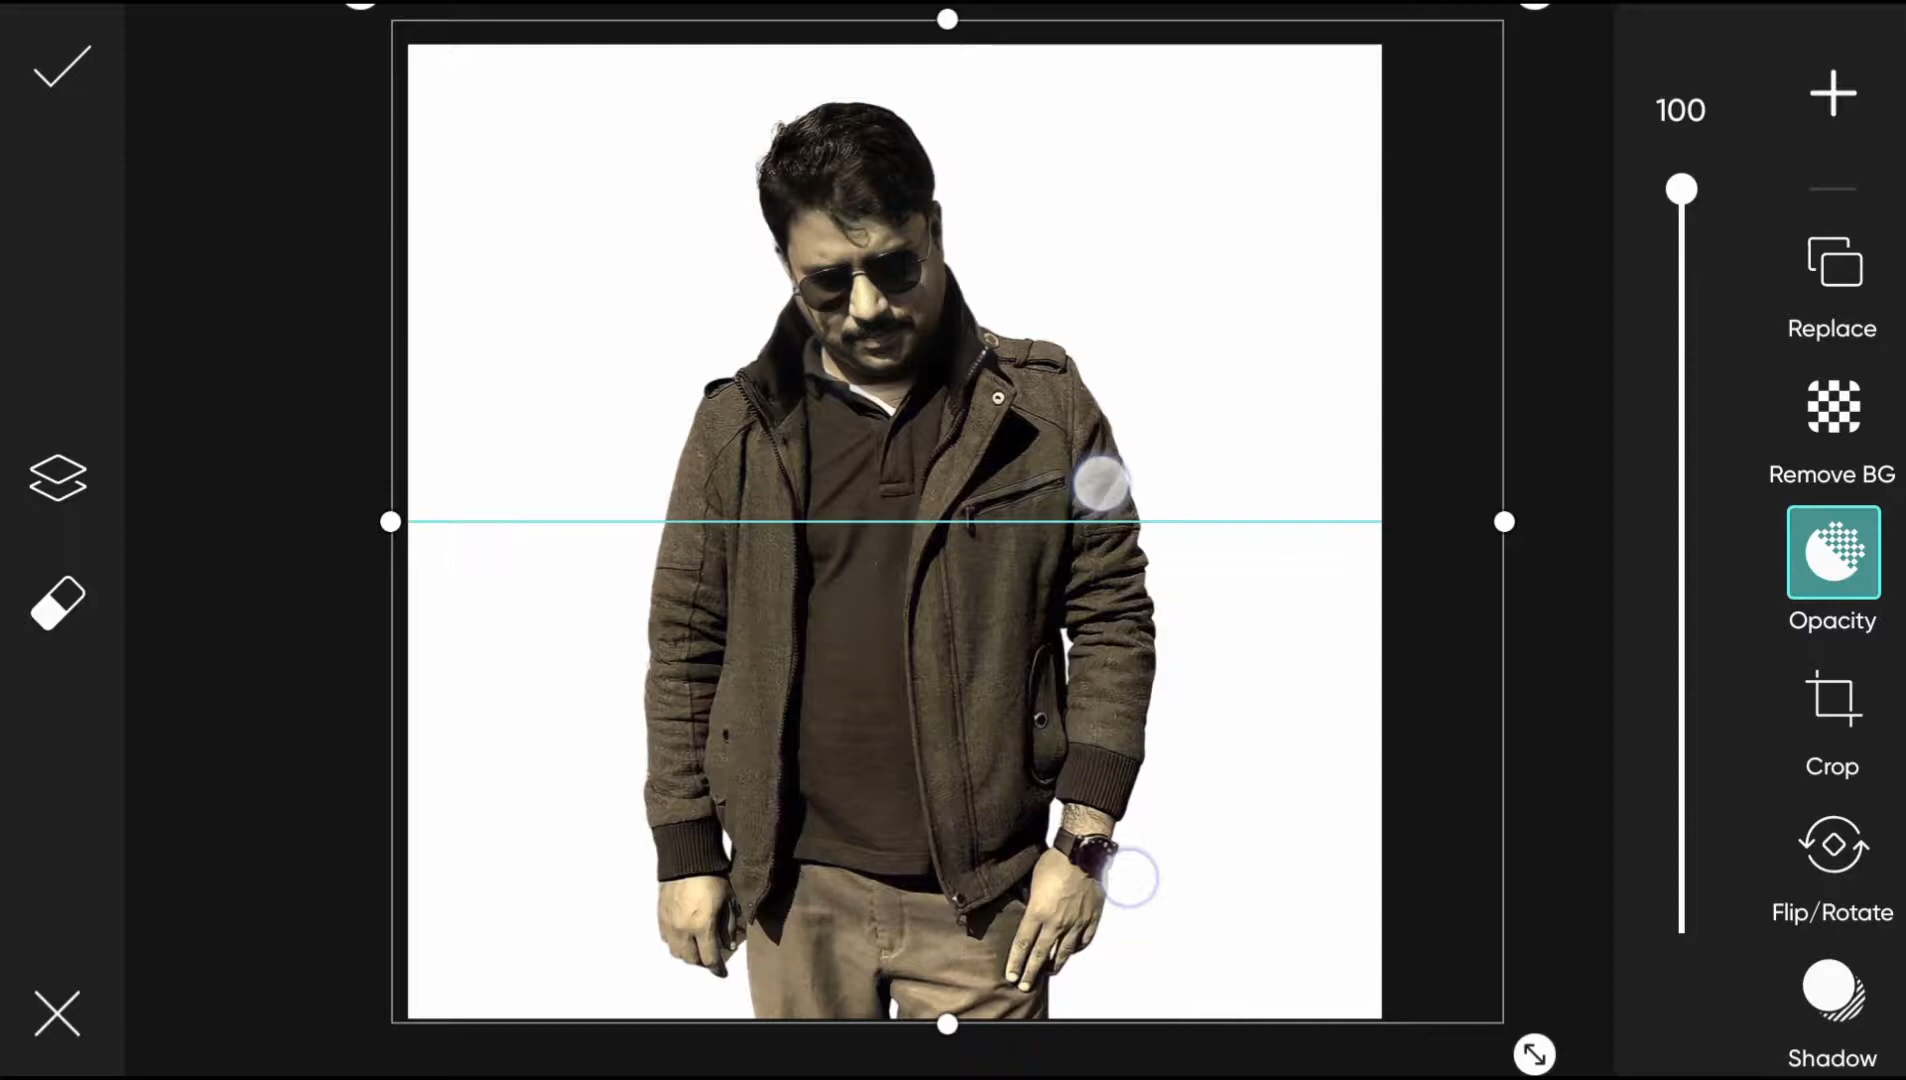 100
Replace
Remove BG
Opacity
Crop
Flip/Rotate
Shadow